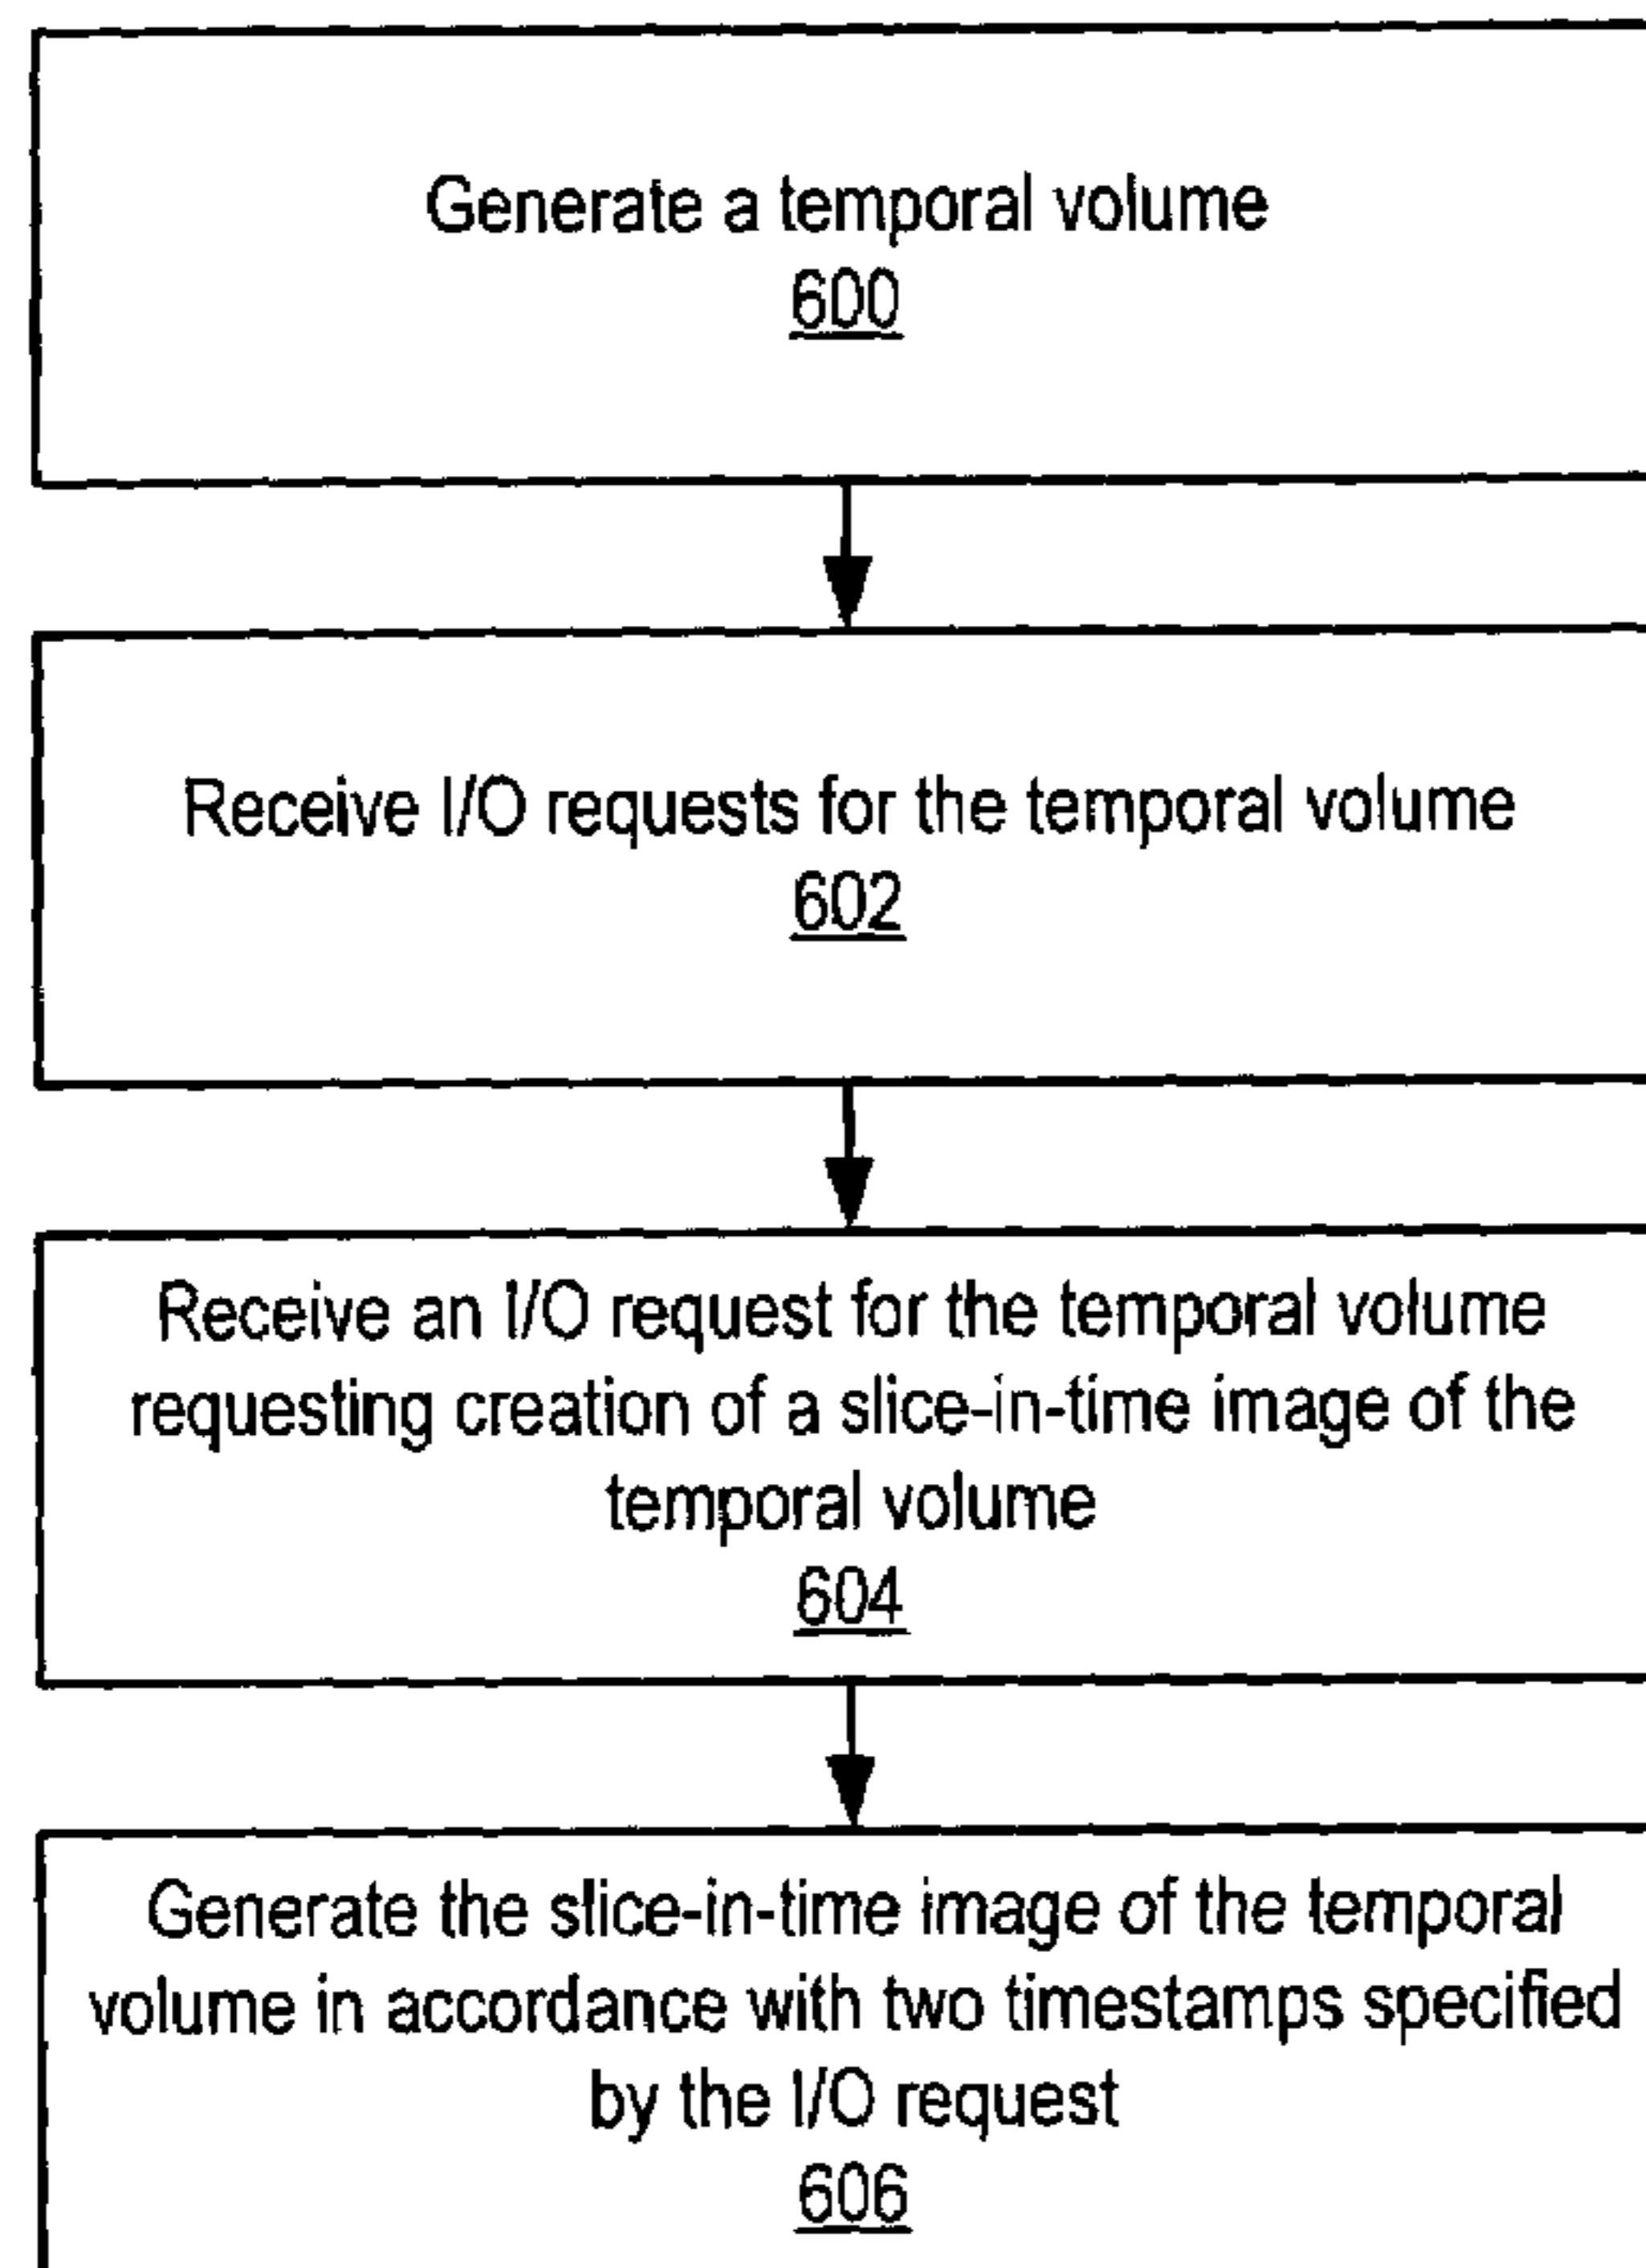 Generate a temporal volume
600
Receive I/O requests for the temporal volume
602
Receive an I/O request for the temporal volume
requesting creation of a slice-in-time image of the
temporal volume
604
Generate the slice-in-time image of the temporal
volume in accordance with two timestamps specified
by the I/O request
606